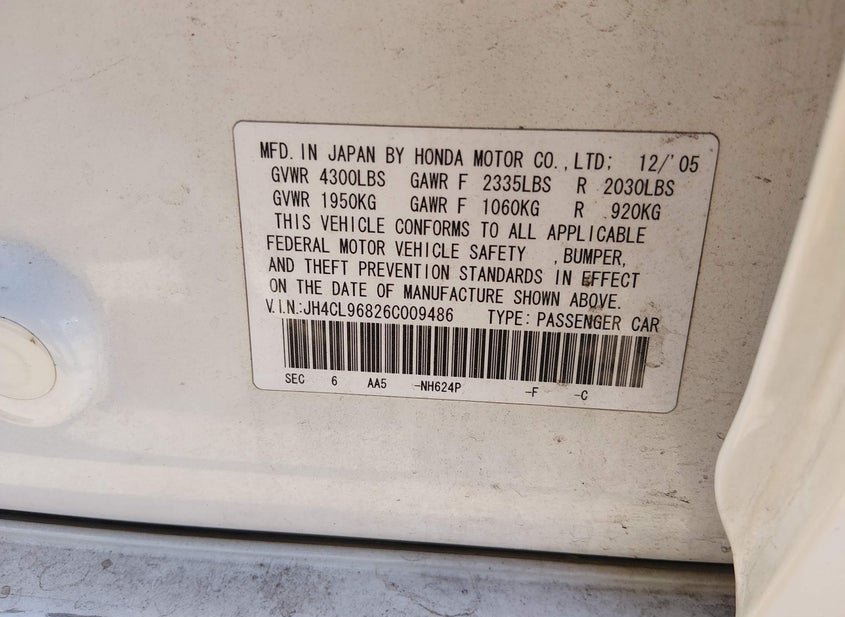 MFD. IN JAPAN BY HONDA MOTOR CO., LTD; 12/'05
GVWR 4300LBS GAWR F 2335LBS R 2030LBS
GVWR 1950KG GAWR F 1060KG R 920KG
THIS VEHICLE CONFORMS TO ALL APPLICABLE
FEDERAL MOTOR VEHICLE SAFETY , BUMPER,
AND THEFT PREVENTION STANDARDS IN EFFECT
ON THE DATE OF MANUFACTURE SHOWN ABOVE.
V.I.N:JH4CL96826C009486 TYPE: PASSENGER CAR
SEC 6 AA5 -NH624P -F -C